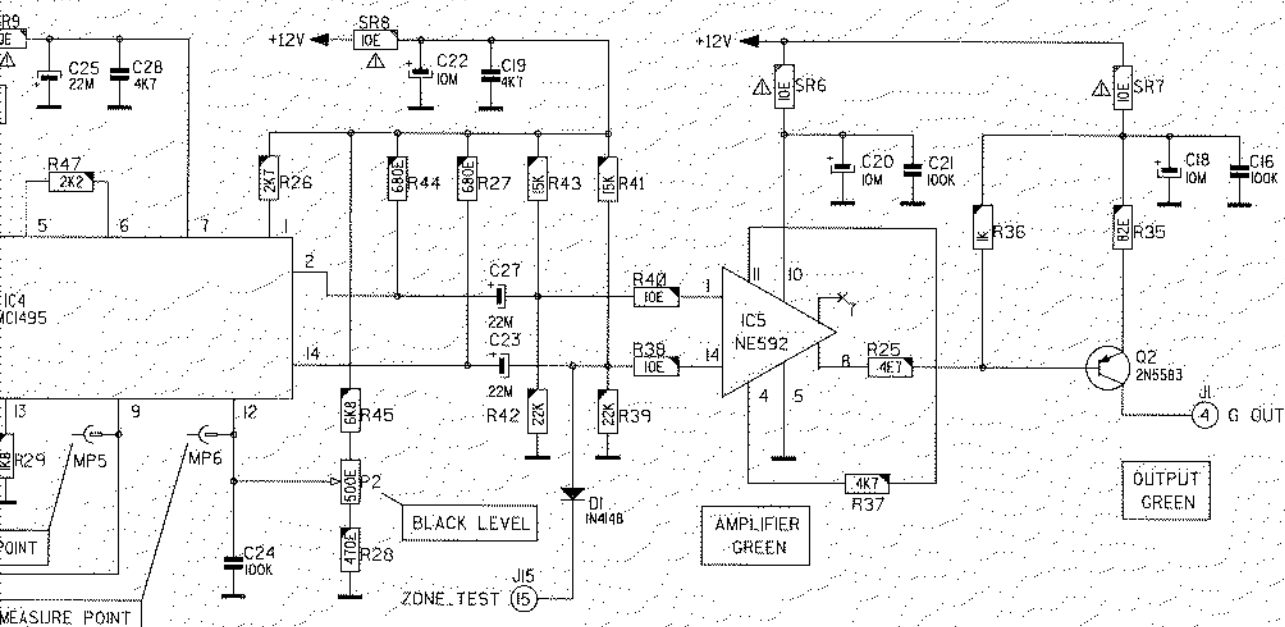 SR9
0E
C25
22M
C28
4K7
+12V
SR8
10E
C22
10M
C19
4K7
+12V
10E
SR6
10E
SR7
C20
10M
C21
100K
C18
10M
C16
100K
R47
2K2
2K7
R26
680E
R44
680E
R27
15K
R43
15K
R41
1K
R36
82E
R35
5
6
7
1
2
14
IC4
MC1495
C27
22M
C23
22M
R40
10E
1
R38
10E
14
11
10
IC5
NE592
Y
8
R25
4E7
4
5
Q2
2N5583
J1
4
G OUT
13
9
12
1K8
R29
MP5
MP6
6K8
R45
R42
22K
22K
R39
500E
P2
BLACK LEVEL
D1
1N4148
4K7
R37
AMPLIFIER
GREEN
OUTPUT
GREEN
POINT
C24
100K
470E
R28
J15
ZONE_TEST
15
MEASURE POINT